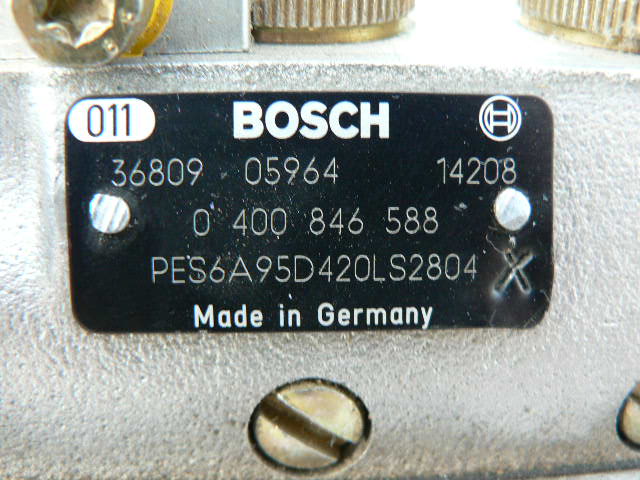 011 BOSCH
36809 05964 14208
0 400 846 588
PES6A95D420LS2804 X
Made in Germany